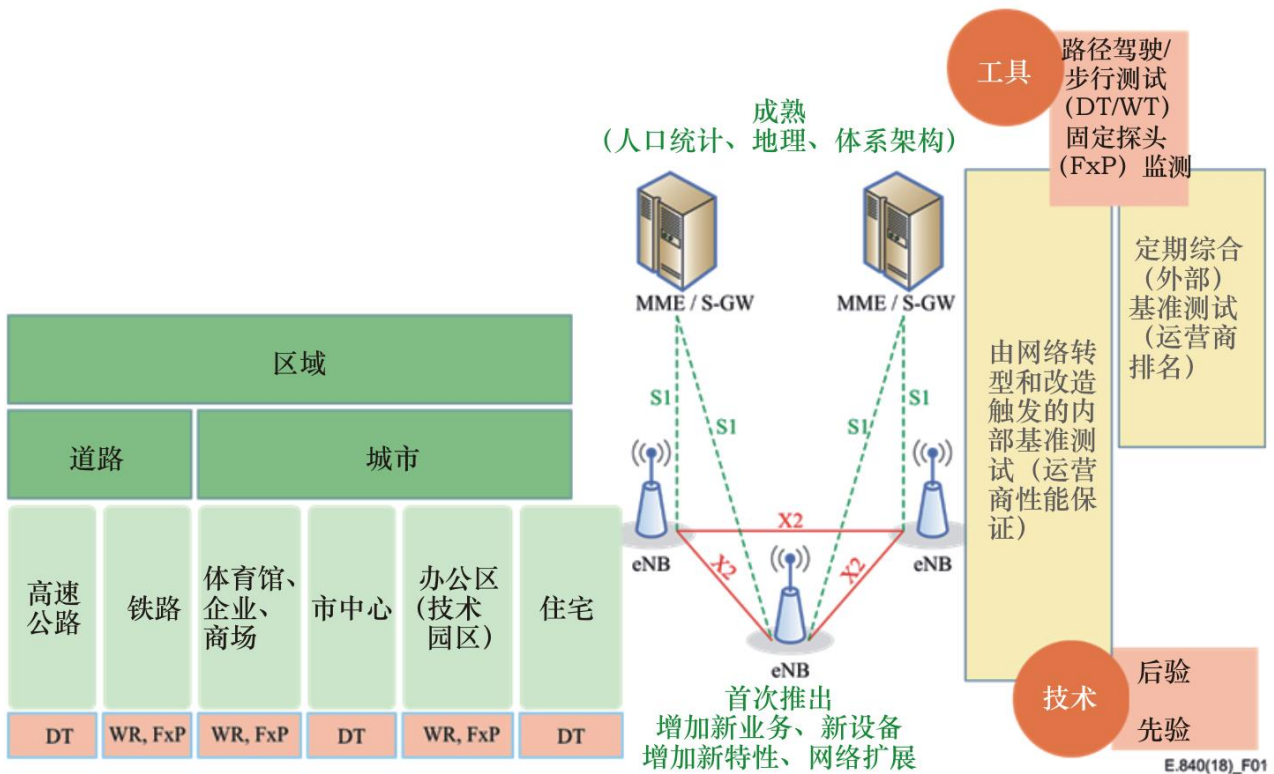 区域
道路
城市
高速
公路
铁路
体育馆、
企业、
商场
市中心
办公区
(技术
园区）
住宅
DT
WR, FxP
WR, FxP
DT
WR, FxP
DT
成熟
（人口统计、地理、体系架构）
MME / S-GW
MME / S-GW
S1
S1
S1
S1
X2
X2
X2
eNB
eNB
eNB
首次推出
增加新业务、新设备
增加新特性、网络扩展
工具
路径驾驶/
步行测试
(DT/WT)
固定探头
（FxP）监测
由网络转
型和改造
触发的内
部基准测
试（运营
商性能保
证）
定期综合
（外部）
基准测试
（运营商
排名）
技术
后验
先验
E.840(18)_F01